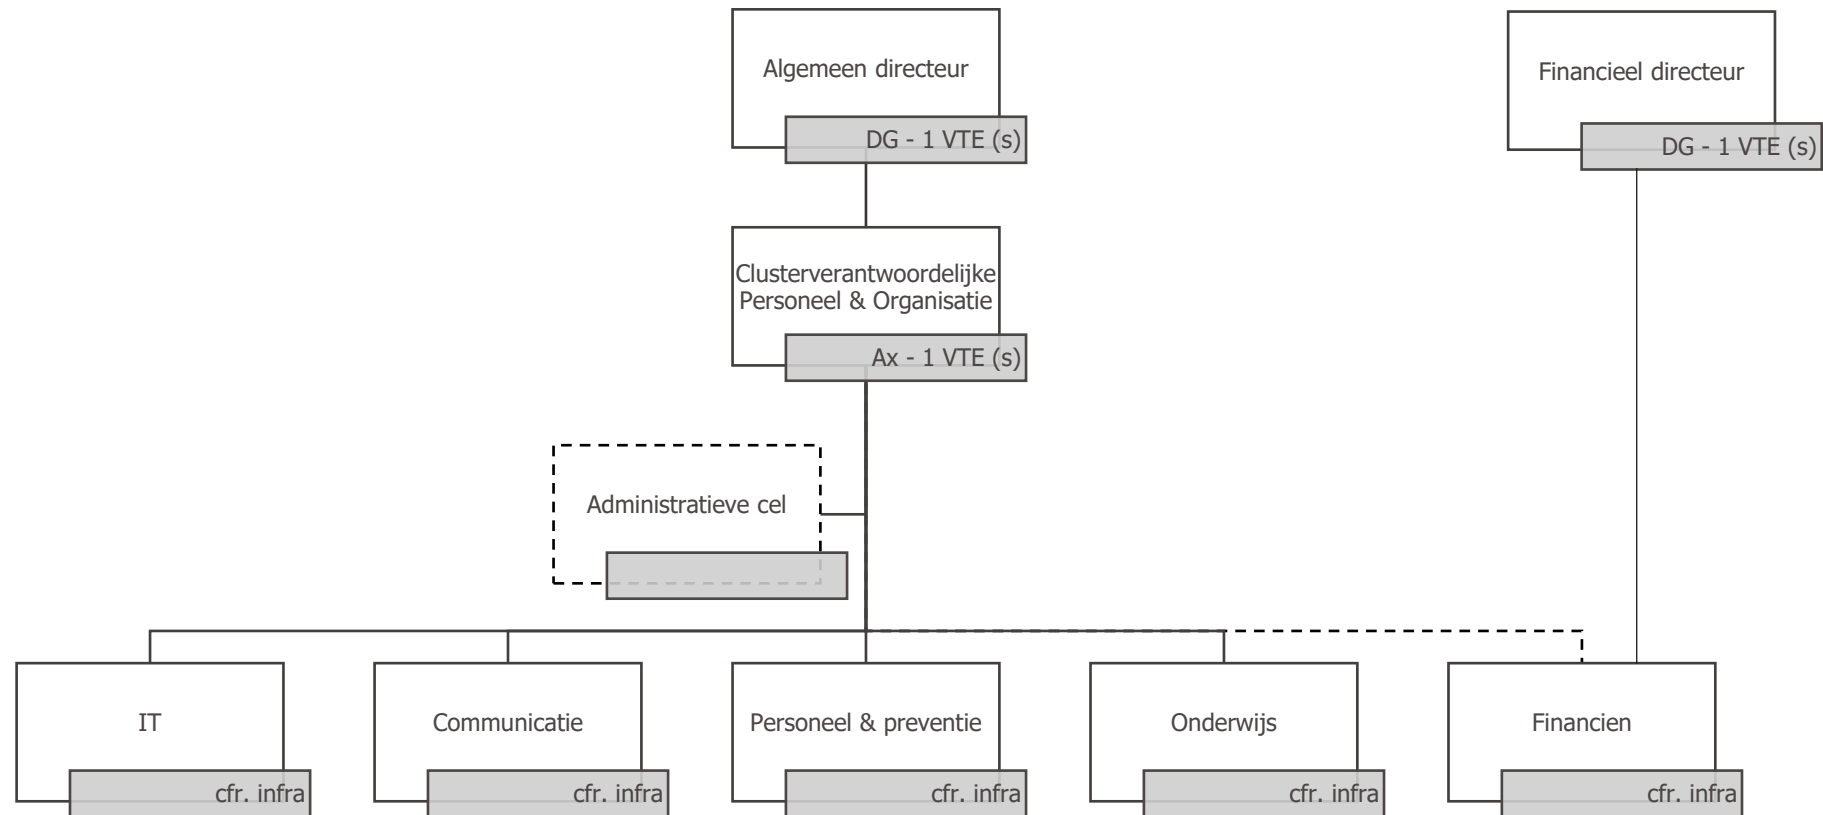 Algemeen directeur
DG - 1 VTE (s)
Financieel directeur
DG - 1 VTE (s)
Clusterverantwoordelijke
Personeel & Organisatie
Ax - 1 VTE (s)
Administratieve cel
IT
cfr. infra
Communicatie
cfr. infra
Personeel & preventie
cfr. infra
Onderwijs
cfr. infra
Financien
cfr. infra